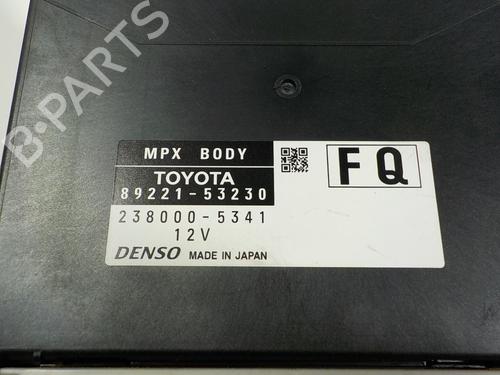 B-PARTS
MPX BODY
TOYOTA
89221-53230
238000-5341
12V
DENSO MADE IN JAPAN
FQ